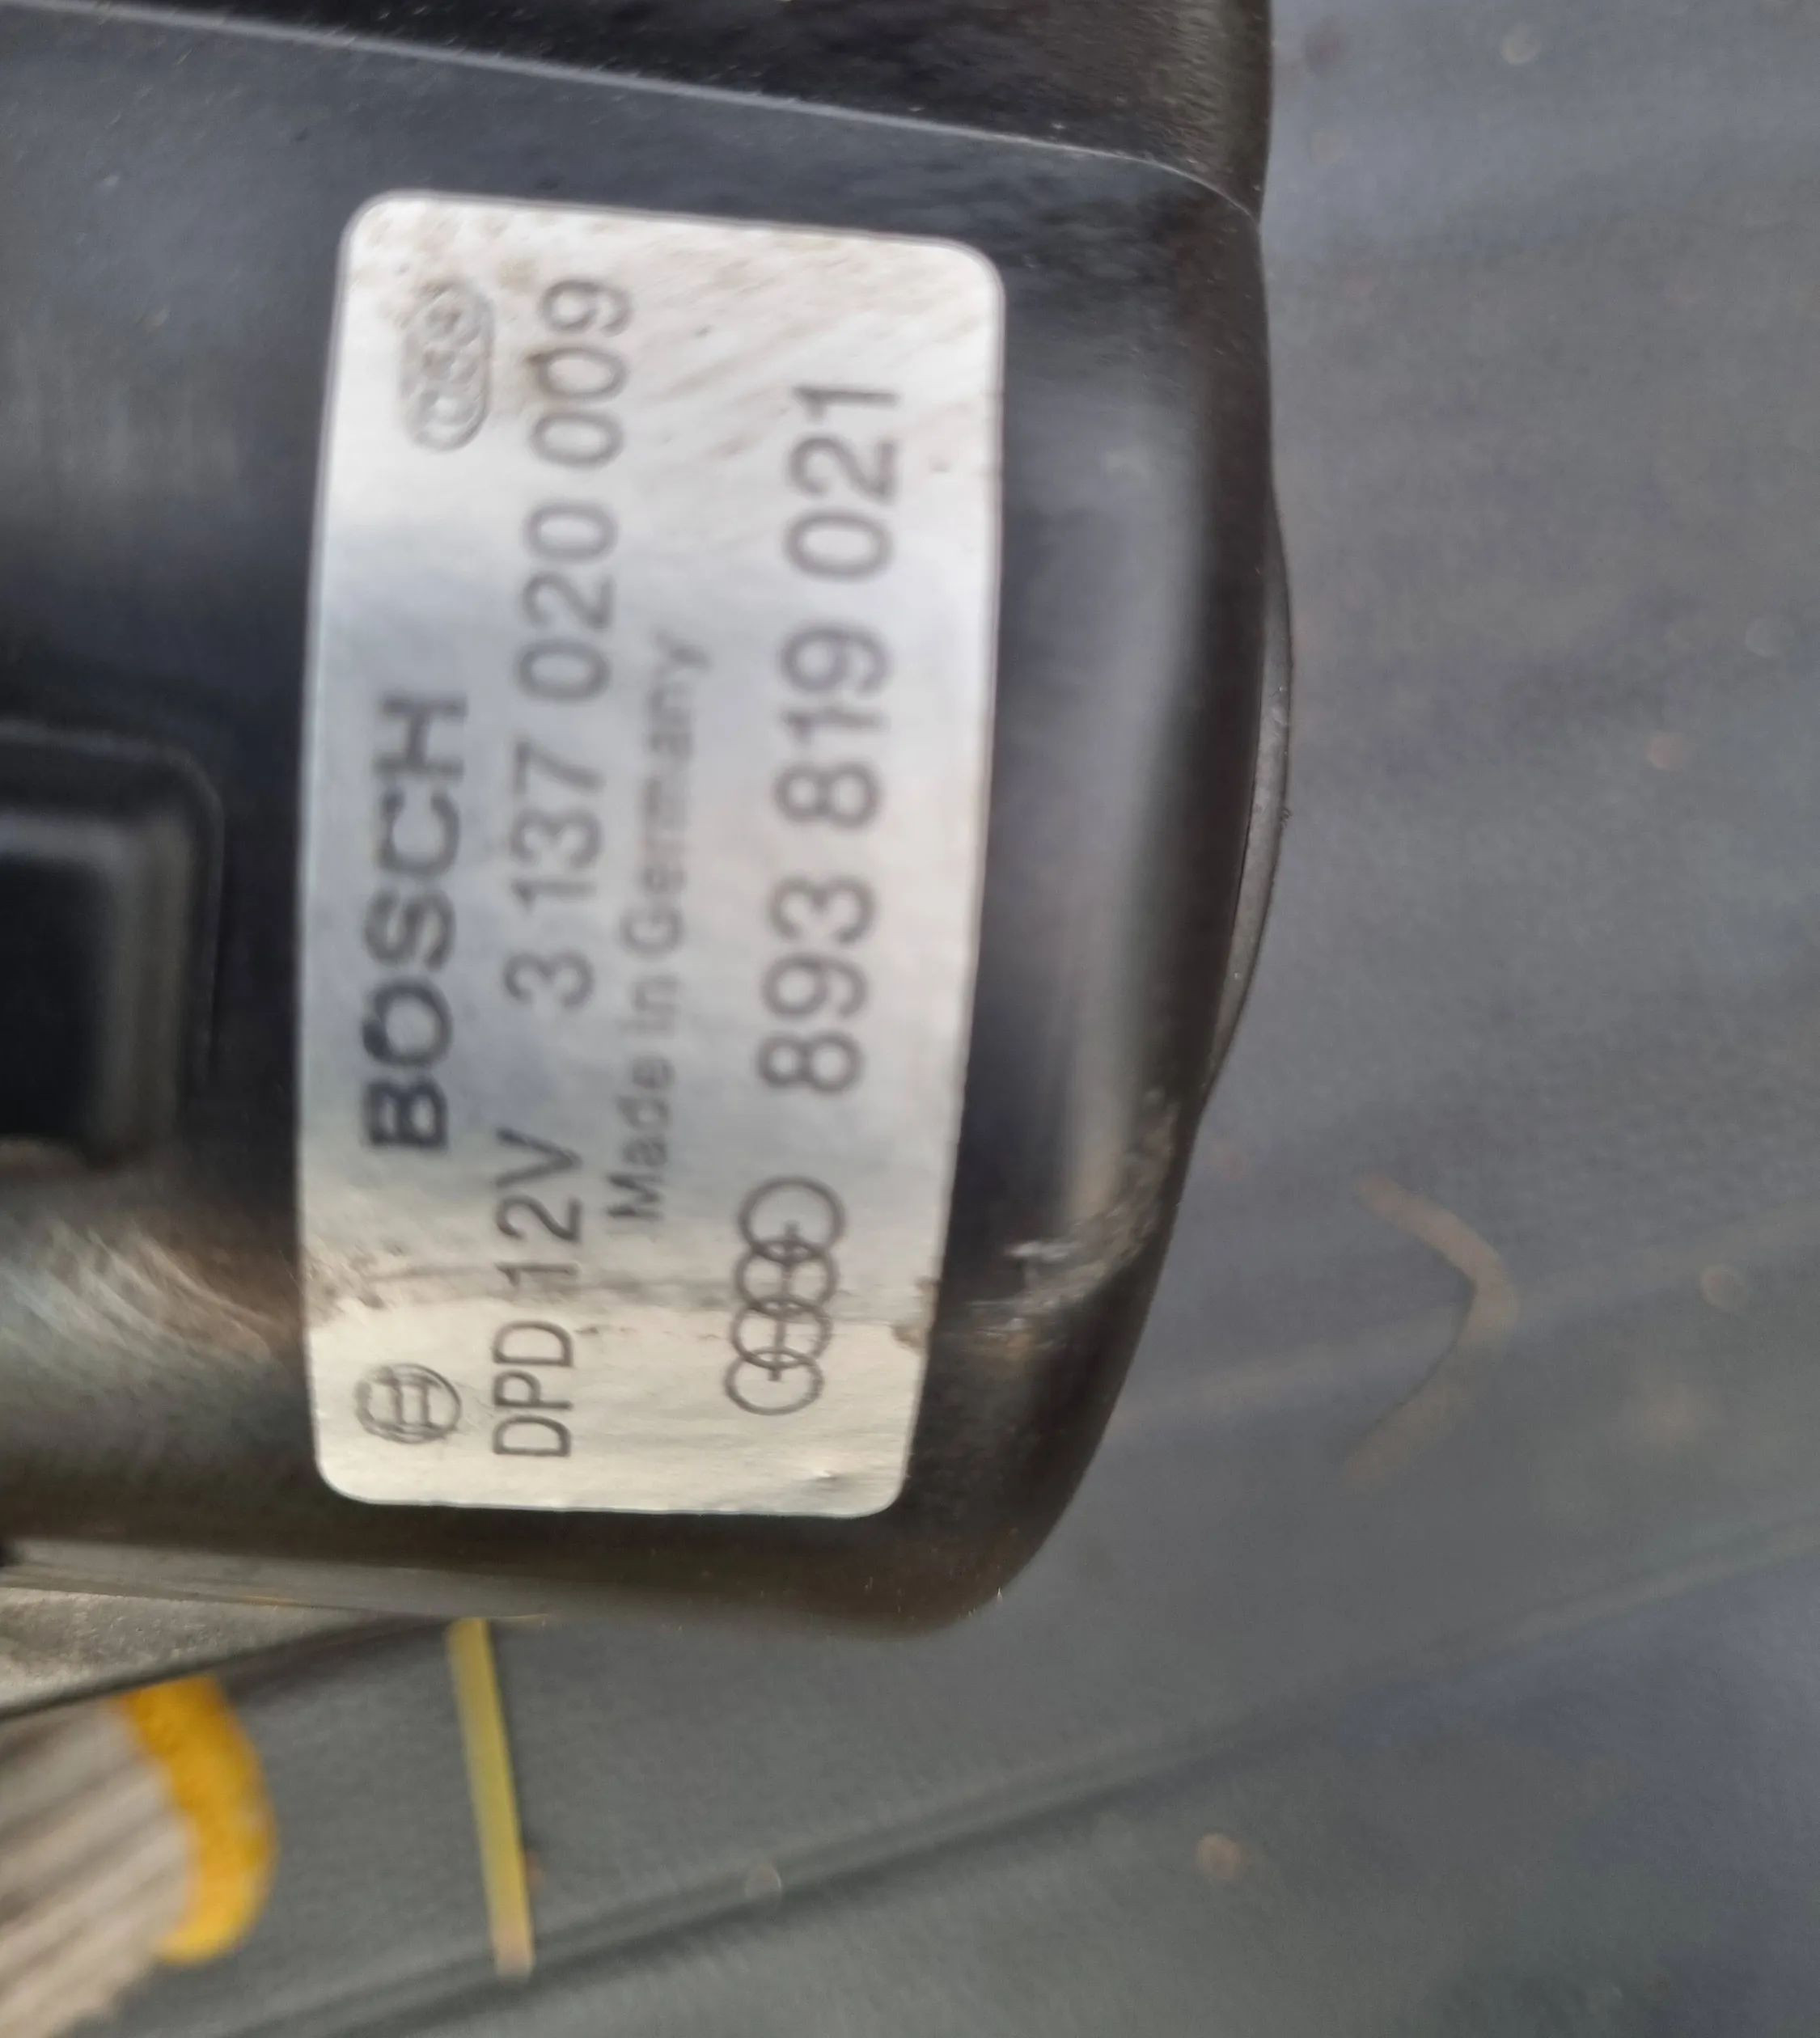 BOSCH
DPD 12V 3 137 020 009
Made in Germany
893 819 021